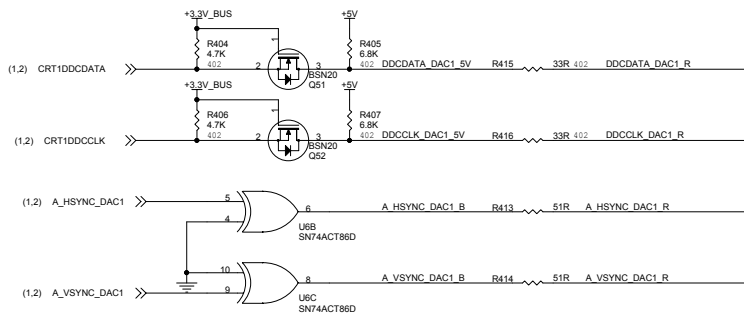 +3.3V_BUS +5V
R404
4.7K
402
1
R405
6.8K
(1,2) CRT1DDCDATA 2 3 402 DDCDATA_DAC1_5V R415 33R 402 DDCDATA_DAC1_R
BSN20
Q51
+3.3V_BUS +5V
R406
4.7K
402
1
R407
6.8K
(1,2) CRT1DDCCLK 2 3 402 DDCCLK_DAC1_5V R416 33R 402 DDCCLK_DAC1_R
BSN20
Q52
(1,2) A_HSYNC_DAC1 5
4
6 A_HSYNC_DAC1_B R413 51R A_HSYNC_DAC1_R
U6B
SN74ACT86D
10
8 A_VSYNC_DAC1_B R414 51R A_VSYNC_DAC1_R
(1,2) A_VSYNC_DAC1 9
U6C
SN74ACT86D